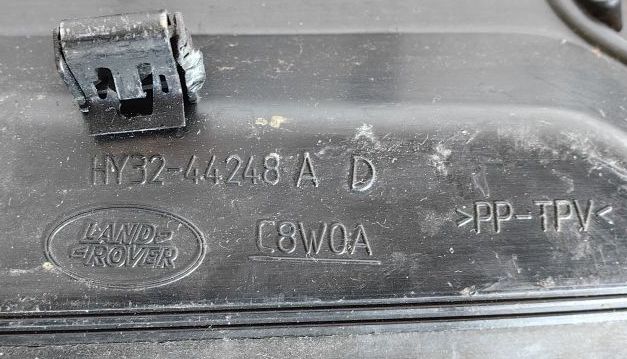 HY32-44248 A D
LAND-
-ROVER
C8W0A
>PP-TPV<